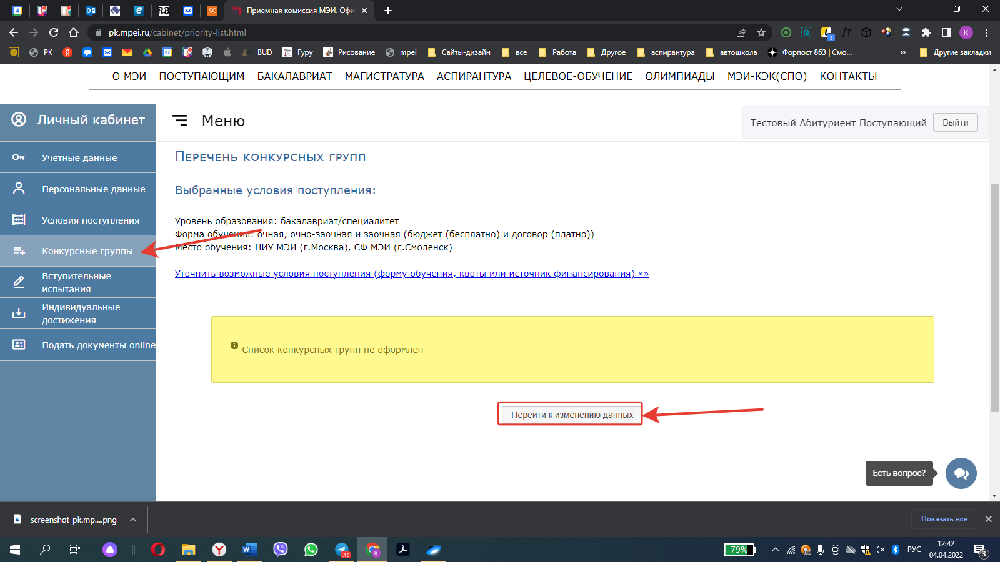 4
SC
Приемная комиссия МЭИ. Офи
pk.mpei.ru/cabinet/priority-list.html
K
РК
27
BUD
Гуру
Рисование
mpei
Сайты-дизайн
все
Работа
Другое
аспирантура
автошкола
Форпост 863 | Смо...
»
Другие закладки
О МЭИ ПОСТУПАЮЩИМ БАКАЛАВРИАТ МАГИСТРАТУРА АСПИРАНТУРА ЦЕЛЕВОЕ-ОБУЧЕНИЕ ОЛИМПИАДЫ МЭИ-КЭК(СПО) КОНТАКТЫ
Личный кабинет
Меню
Тестовый Абитуриент Поступающий
Выйти
Учетные данные
Персональные данные
Условия поступления
Конкурсные группы
Вступительные
испытания
Индивидуальные
достижения
Подать документы online
Перечень конкурсных групп
Выбранные условия поступления:
Уровень образования: бакалавриат/специалитет
Форма обучения: очная, очно-заочная и заочная (бюджет (бесплатно) и договор (платно))
Место обучения: НИУ МЭИ (г.Москва), СФ МЭИ (г.Смоленск)
Уточнить возможные условия поступления (форму обучения, квоты или источник финансирования) »»
Список конкурсных групп не оформлен
Перейти к изменению данных
Есть вопрос?
screenshot-pk.mp....png
Показать все
79%
РУС
12:42
04.04.2022
3